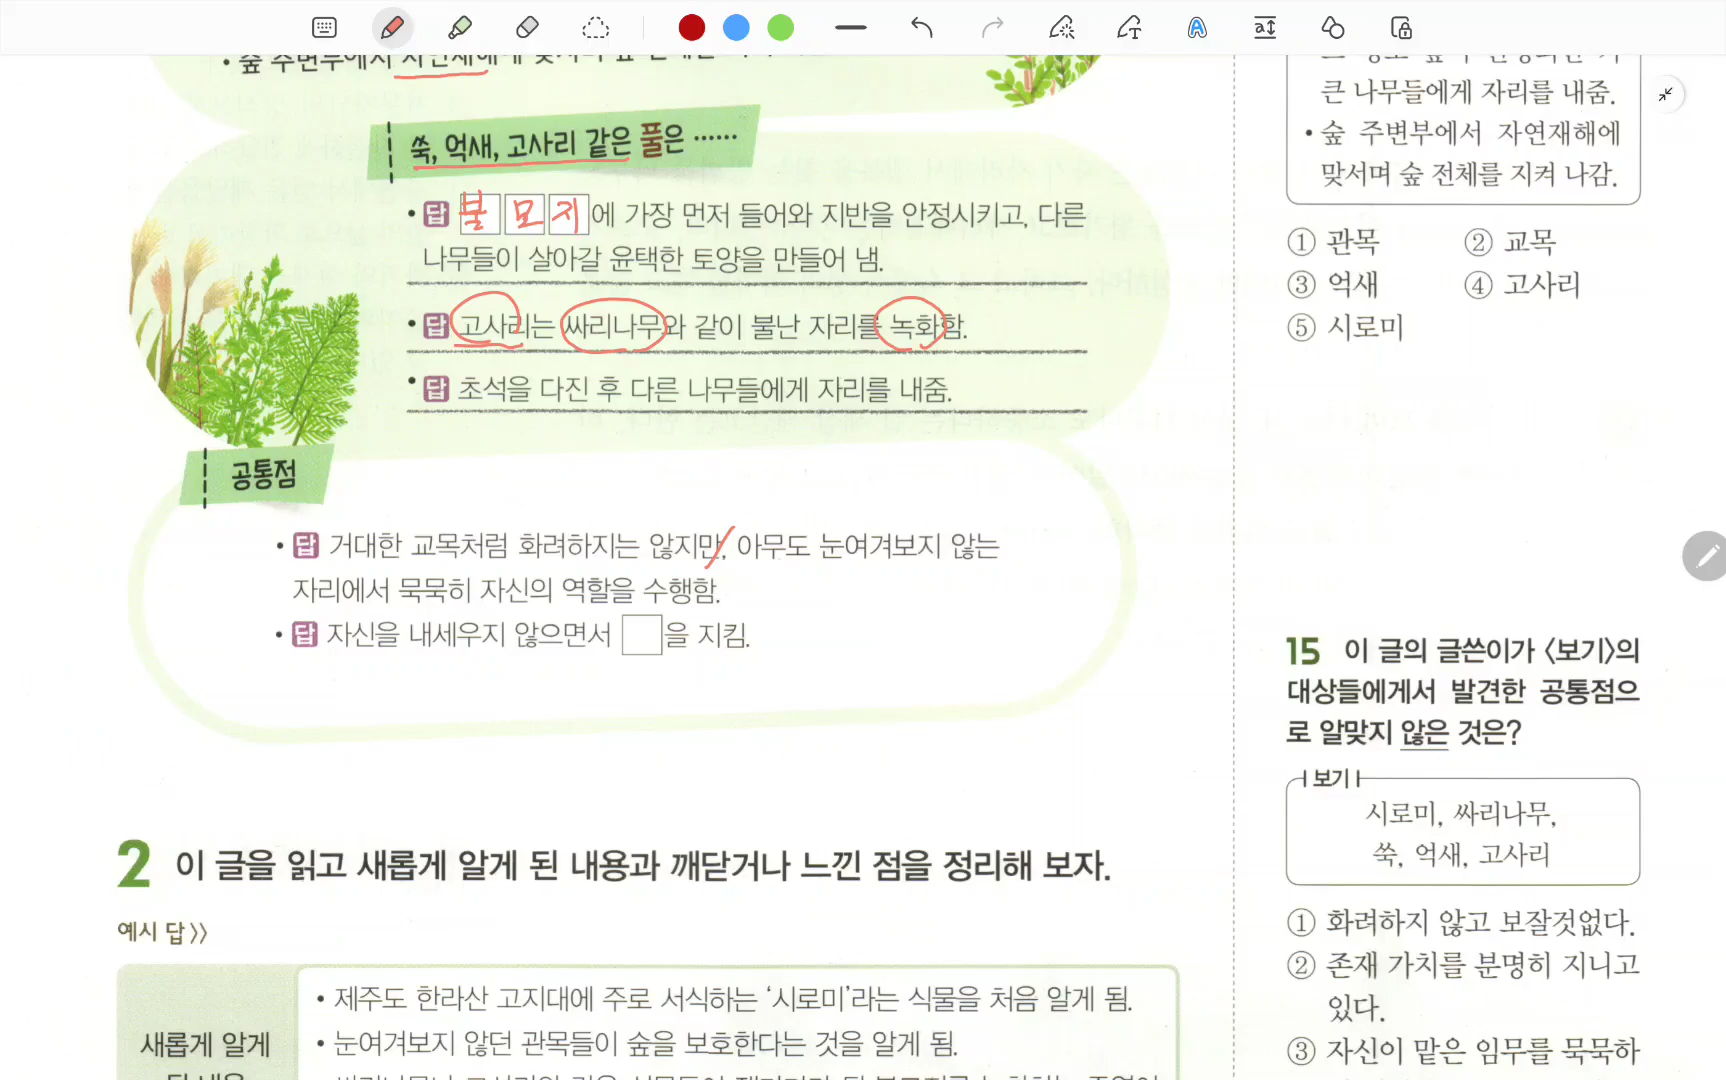 • 숲 주변부에서 자연재해에
쑥, 억새, 고사리 같은 풀은 ……
• 답 불 모 지 에 가장 먼저 들어와 지반을 안정시키고, 다른
나무들이 살아갈 윤택한 토양을 만들어 냄.
• 답 고사리는 싸리나무와 같이 불난 자리를 녹화함.
• 답 초석을 다진 후 다른 나무들에게 자리를 내줌.
공통점
• 답 거대한 교목처럼 화려하지는 않지만, 아무도 눈여겨보지 않는
자리에서 묵묵히 자신의 역할을 수행함.
• 답 자신을 내세우지 않으면서 을 지킴.
2 이 글을 읽고 새롭게 알게 된 내용과 깨닫거나 느낀 점을 정리해 보자.
예시 답 》
새롭게 알게
• 제주도 한라산 고지대에 주로 서식하는 ‘시로미’라는 식물을 처음 알게 됨.
• 눈여겨보지 않던 관목들이 숲을 보호한다는 것을 알게 됨.
큰 나무들에게 자리를 내줌.
• 숲 주변부에서 자연재해에
맞서며 숲 전체를 지켜 나감.
① 관목 ② 교목
③ 억새 ④ 고사리
⑤ 시로미
15 이 글의 글쓴이가 〈보기〉의
대상들에게서 발견한 공통점으
로 알맞지 않은 것은?
보기
시로미, 싸리나무,
쑥, 억새, 고사리
① 화려하지 않고 보잘것없다.
② 존재 가치를 분명히 지니고
있다.
③ 자신이 맡은 임무를 묵묵하